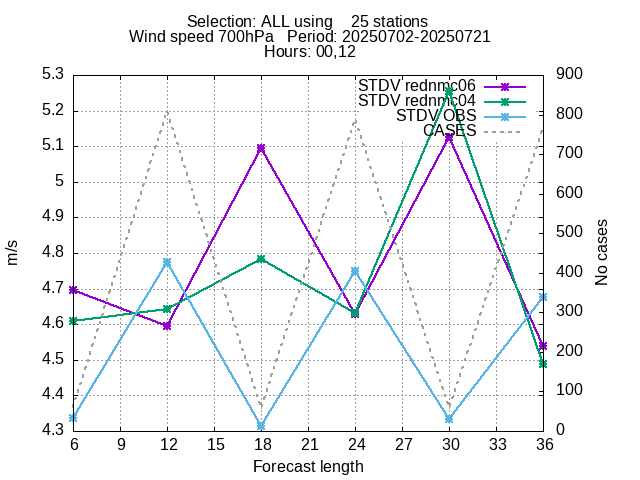 Selection: ALL using    25 stations
Wind speed 700hPa   Period: 20250702-20250721
Hours: 00,12
STDV rednmc06
STDV rednmc04
STDV OBS
CASES
5.3
5.2
5.1
5
4.9
4.8
4.7
4.6
4.5
4.4
4.3
m/s
900
800
700
600
500
400
300
200
100
0
No cases
6 9 12 15 18 21 24 27 30 33 36
Forecast length